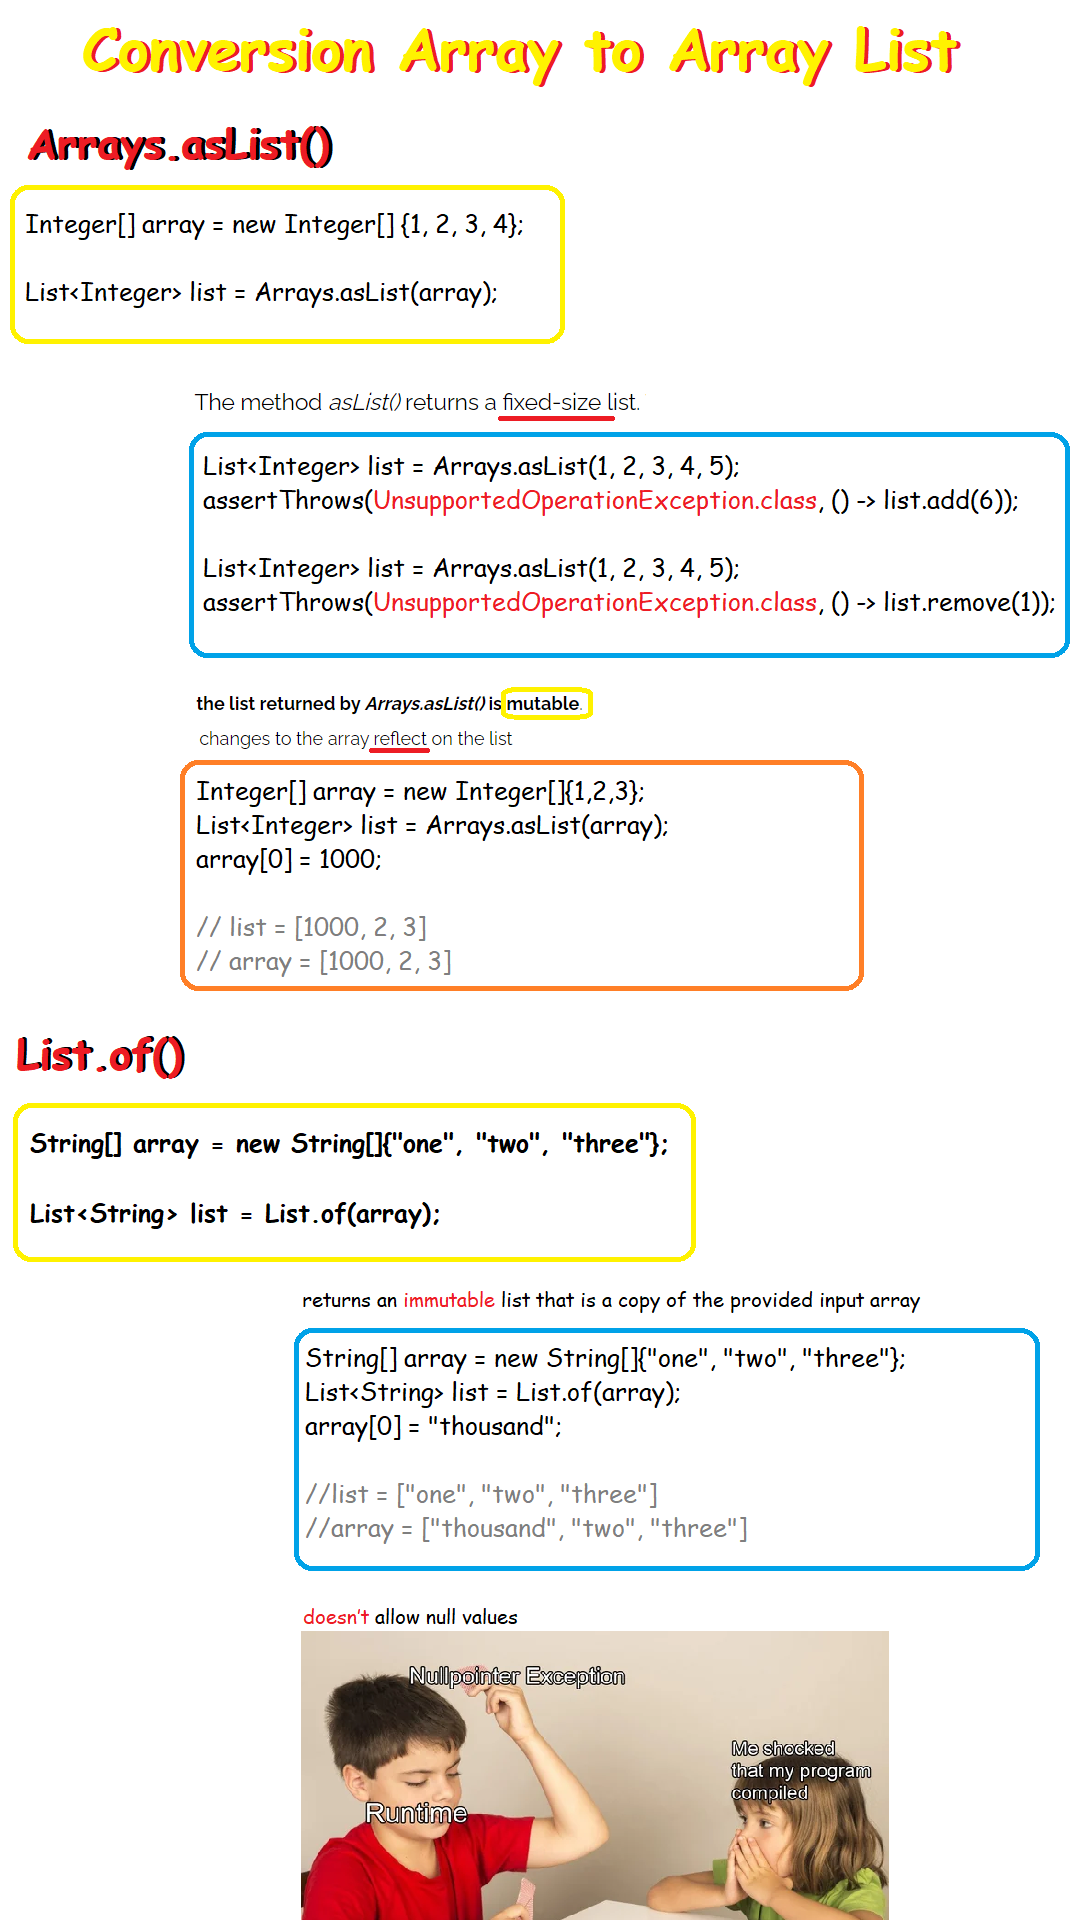 Conversion Array to Array List
Arrays.asList()
Integer[] array = new Integer[] {1, 2, 3, 4};
List<Integer> list = Arrays.asList(array);
The method asList() returns a fixed-size list.
List<Integer> list = Arrays.asList(1, 2, 3, 4, 5);
assertThrows(UnsupportedOperationException.class, () -> list.add(6));
List<Integer> list = Arrays.asList(1, 2, 3, 4, 5);
assertThrows(UnsupportedOperationException.class, () -> list.remove(1));
the list returned by Arrays.asList() is mutable.
changes to the array reflect on the list
Integer[] array = new Integer[]{1,2,3};
List<Integer> list = Arrays.asList(array);
array[0] = 1000;
// list = [1000, 2, 3]
// array = [1000, 2, 3]
List.of()
String[] array = new String[]{"one", "two", "three"};
List<String> list = List.of(array);
returns an immutable list that is a copy of the provided input array
String[] array = new String[]{"one", "two", "three"};
List<String> list = List.of(array);
array[0] = "thousand";
//list = ["one", "two", "three"]
//array = ["thousand", "two", "three"]
doesn't allow null values
Nullpointer Exception
Me shocked
that my program
compiled
Runtime